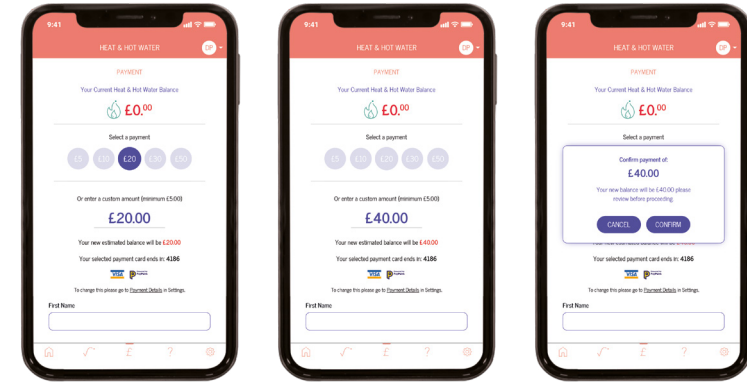 9:41
HEAT & HOT WATER
DP
PAYMENT
Your Current Heat & Hot Water Balance
£0.00
Select a payment
£5 £10 £20 £30 £50
Or enter a custom amount (minimum £5.00)
£20.00
Your new estimated balance will be £20.00
Your selected payment card ends in: 4186
VISA
To change this please go to Payment Details in Settings.
First Name
£ ?
9:41
HEAT & HOT WATER
DP
PAYMENT
Your Current Heat & Hot Water Balance
£0.00
Select a payment
£5 £10 £20 £30 £50
Or enter a custom amount (minimum £5.00)
£40.00
Your new estimated balance will be £40.00
Your selected payment card ends in: 4186
VISA
To change this please go to Payment Details in Settings.
First Name
£ ?
9:41
HEAT & HOT WATER
DP
PAYMENT
Your Current Heat & Hot Water Balance
£0.00
Select a payment
Confirm payment of:
£40.00
Your new balance will be £40.00 please
review before proceeding
CANCEL CONFIRM
Your selected payment card ends in: 4186
VISA
To change this please go to Payment Details in Settings.
First Name
£ ?